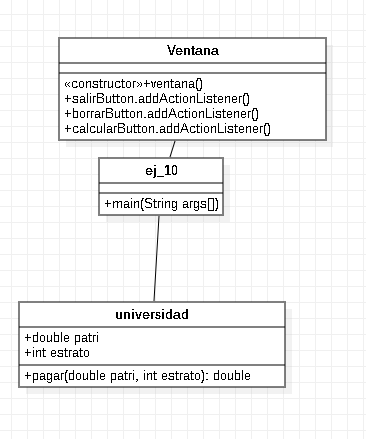 Ventana
«constructor»+ventana()
+salirButton.addActionListener()
+borrarButton.addActionListener()
+calcularButton.addActionListener()
ej_10
+main(String args[])
universidad
+double patri
+int estrato
+pagar(double patri, int estrato): double